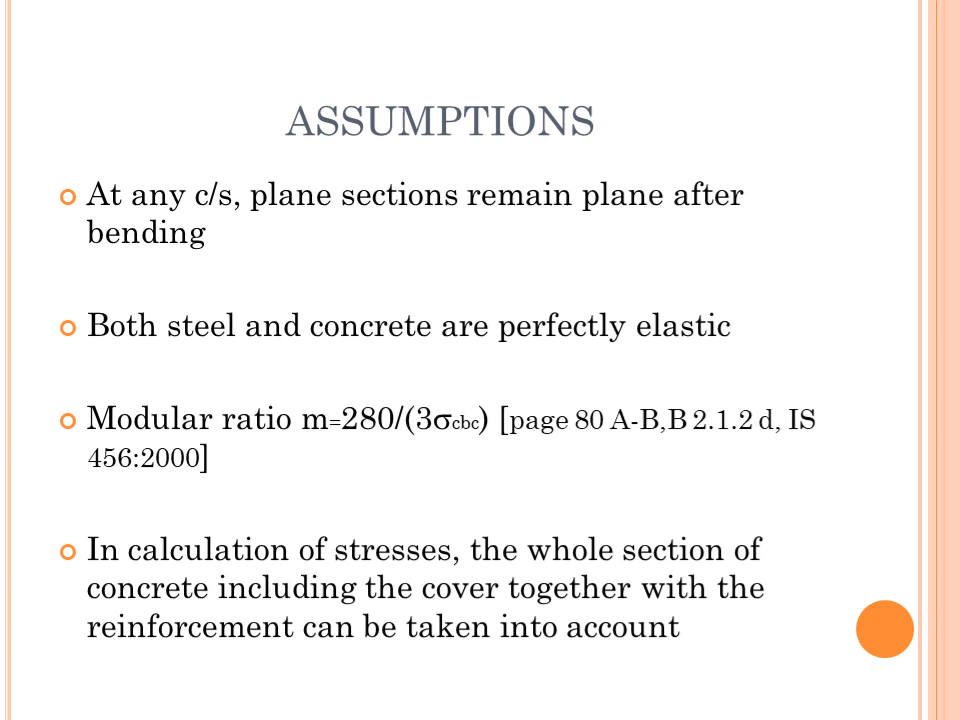 ASSUMPTIONS
At any c/s, plane sections remain plane after
bending
Both steel and concrete are perfectly elastic
Modular ratio m=280/(3σcbc) [page 80 A-B,B 2.1.2 d, IS
456:2000]
In calculation of stresses, the whole section of
concrete including the cover together with the
reinforcement can be taken into account